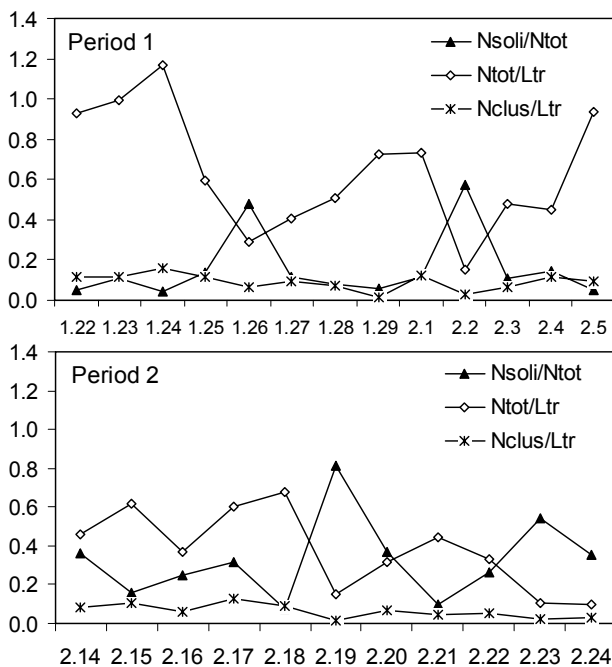 1.4
Period 1
Nsoli/Ntot
1.2
Ntot/Ltr
1.0
Nclus/Ltr
0.8
0.6
0.4
0.2
0.0
1.22 1.23 1.24 1.25 1.26 1.27 1.28 1.29 2.1 2.2 2.3 2.4 2.5
1.4
Period 2
Nsoli/Ntot
1.2
Ntot/Ltr
1.0
Nclus/Ltr
0.8
0.6
0.4
0.2
0.0
2.14 2.15 2.16 2.17 2.18 2.19 2.20 2.21 2.22 2.23 2.24